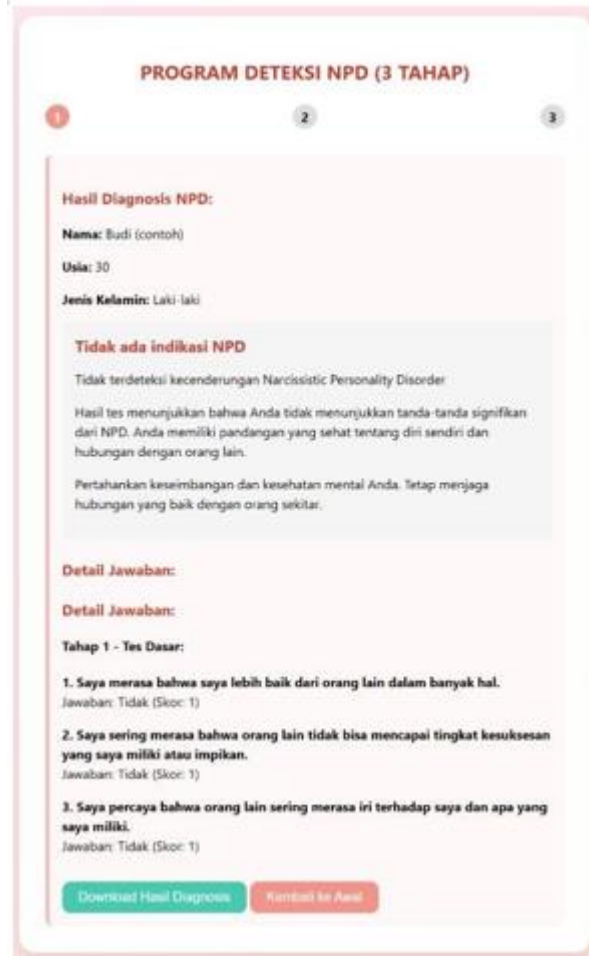 PROGRAM DETEKSI NPD (3 TAHAP)
1 2 3
Hasil Diagnosis NPD:
Nama: Budi (contoh)
Usia: 30
Jenis Kelamin: Laki-laki
Tidak ada indikasi NPD
Tidak terdeteksi kecenderungan Narcissistic Personality Disorder
Hasil tes menunjukkan bahwa Anda tidak menunjukkan tanda-tanda signifikan
dari NPD. Anda memiliki pandangan yang sehat tentang diri sendiri dan
hubungan dengan orang lain.
Pertahankan keseimbangan dan kesehatan mental Anda. Tetap menjaga
hubungan yang baik dengan orang sekitar.
Detail Jawaban:
Detail Jawaban:
Tahap 1 - Tes Dasar:
1. Saya merasa bahwa saya lebih baik dari orang lain dalam banyak hal.
Jawaban: Tidak (Skor: 1)
2. Saya sering merasa bahwa orang lain tidak bisa mencapai tingkat kesuksesan
yang saya miliki atau impikan.
Jawaban: Tidak (Skor: 1)
3. Saya percaya bahwa orang lain sering merasa iri terhadap saya dan apa yang
saya miliki.
Jawaban: Tidak (Skor: 1)
Download Hasil Diagnosis Kembali ke Awal